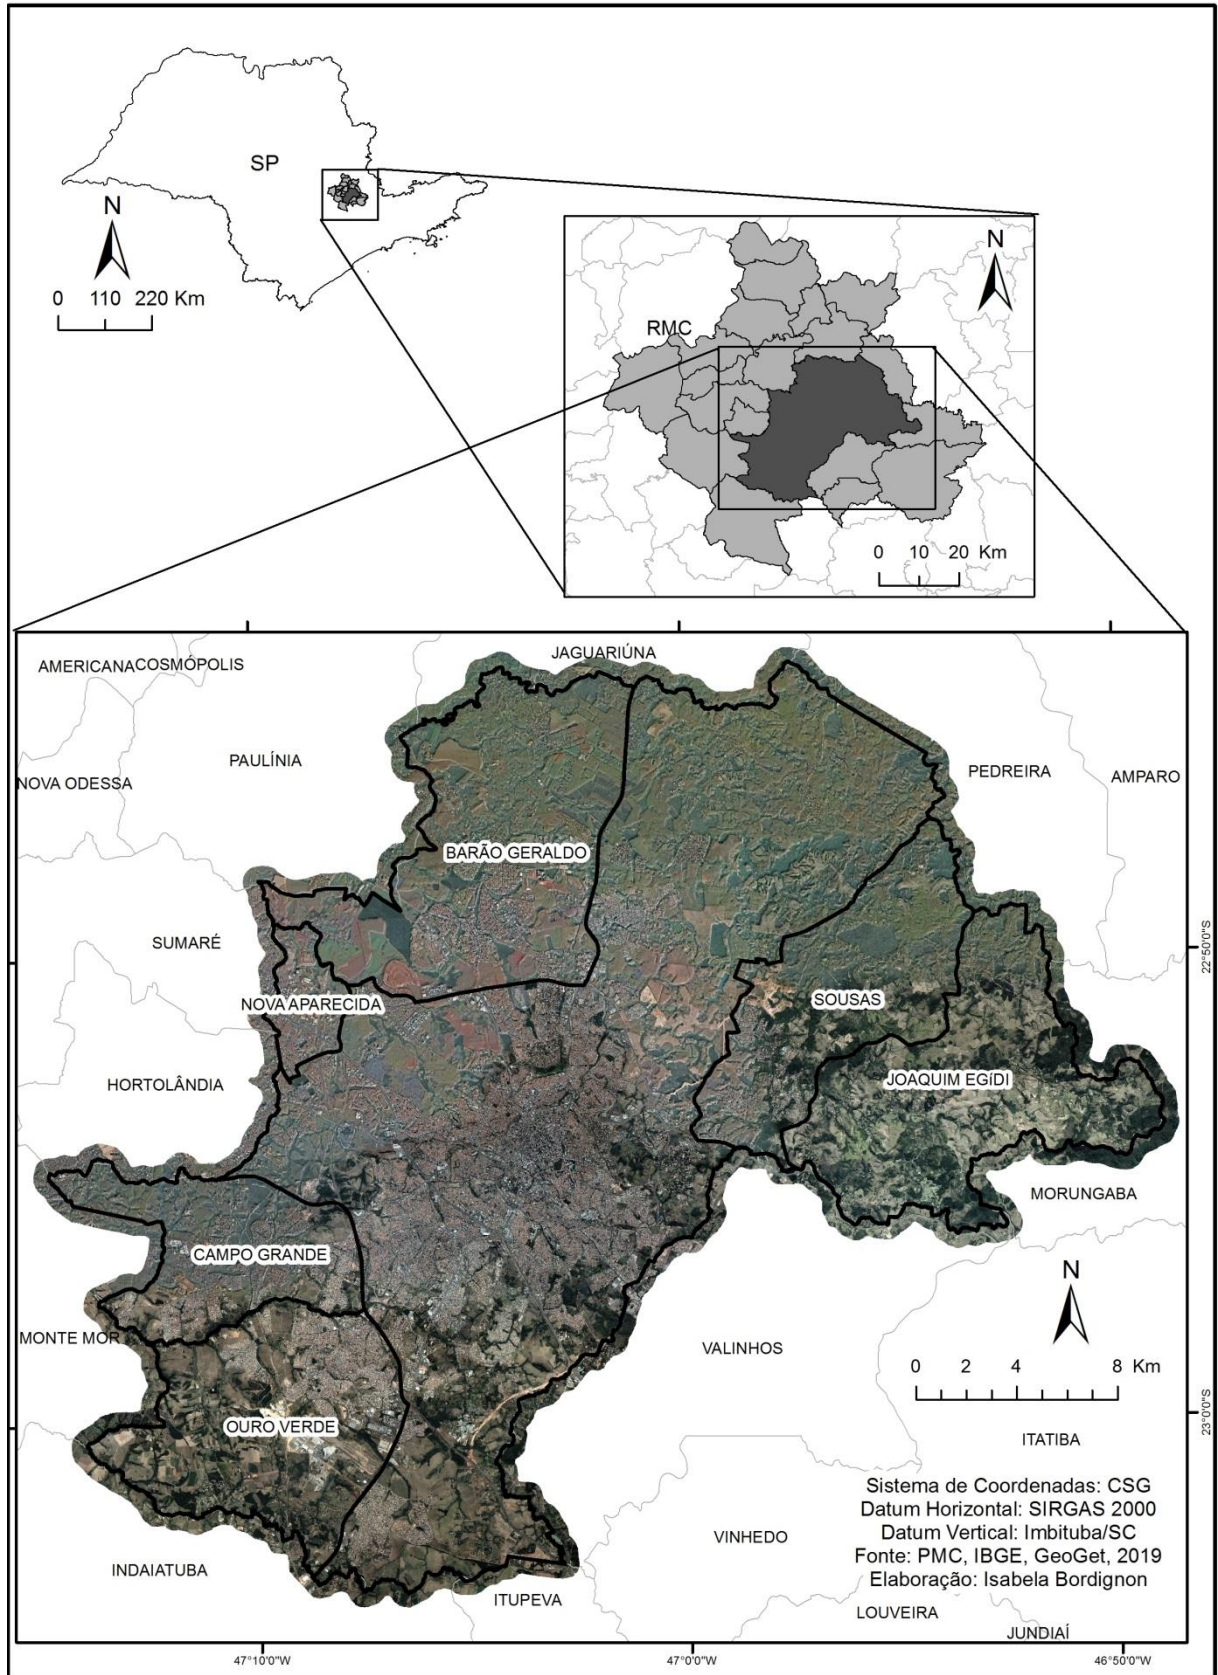 SP
N
0 110 220 Km
N
RMC
0 10 20 Km
JAGUARIÚNA
AMERICANA COSMÓPOLIS
PAULÍNIA
PEDREIRA
AMPARO
NOVA ODESSA
BARÃO GERALDO
SUMARÉ
22°50'0"S
NOVA APARECIDA
SOUSAS
HORTOLÂNDIA
JOAQUIM EGíDI
MORUNGABA
CAMPO GRANDE
N
MONTE MOR
VALINHOS
0 2 4 8 Km
OURO VERDE
23°0'0"S
ITATIBA
Sistema de Coordenadas: CSG
Datum Horizontal: SIRGAS 2000
VINHEDO
Datum Vertical: Imbituba/SC
Fonte: PMC, IBGE, GeoGet, 2019
INDAIATUBA
Elaboração: Isabela Bordignon
ITUPEVA
LOUVEIRA
JUNDIAÍ
47°10'0"W
47°0'0"W
46°50'0"W